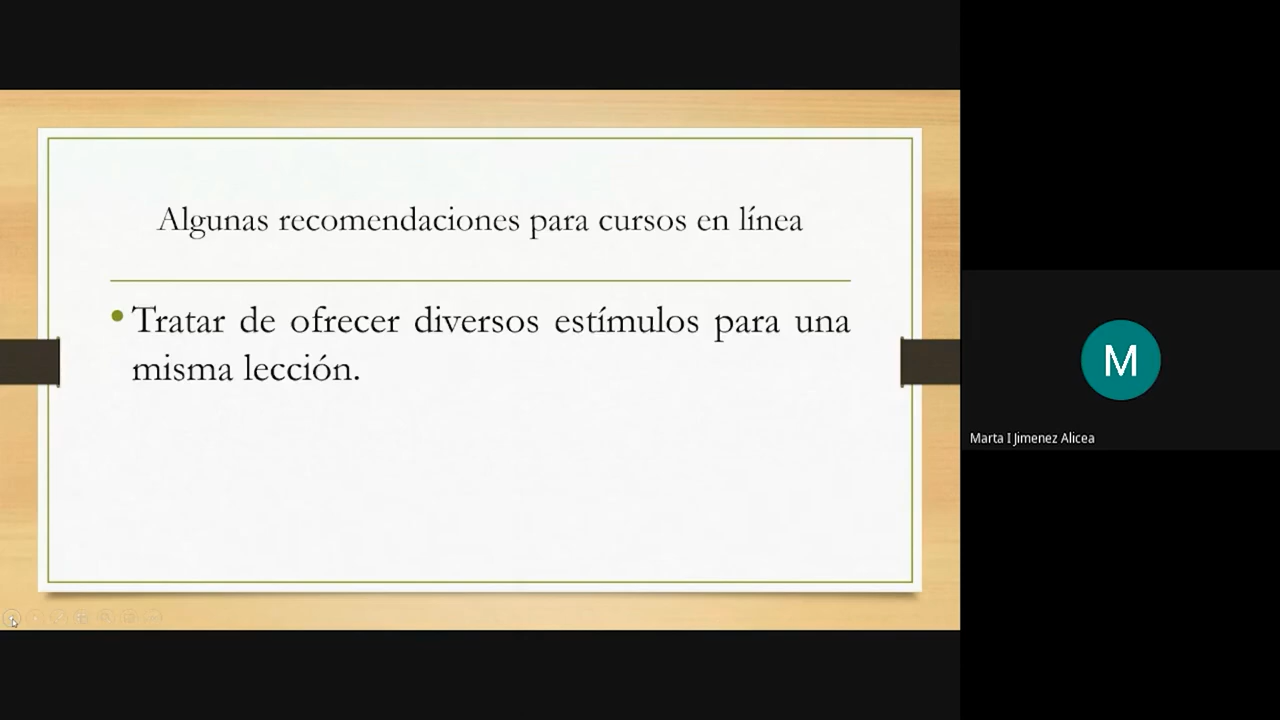 Algunas recomendaciones para cursos en línea
• Tratar de ofrecer diversos estímulos para una
misma lección.
M
Marta I Jimenez Alicea